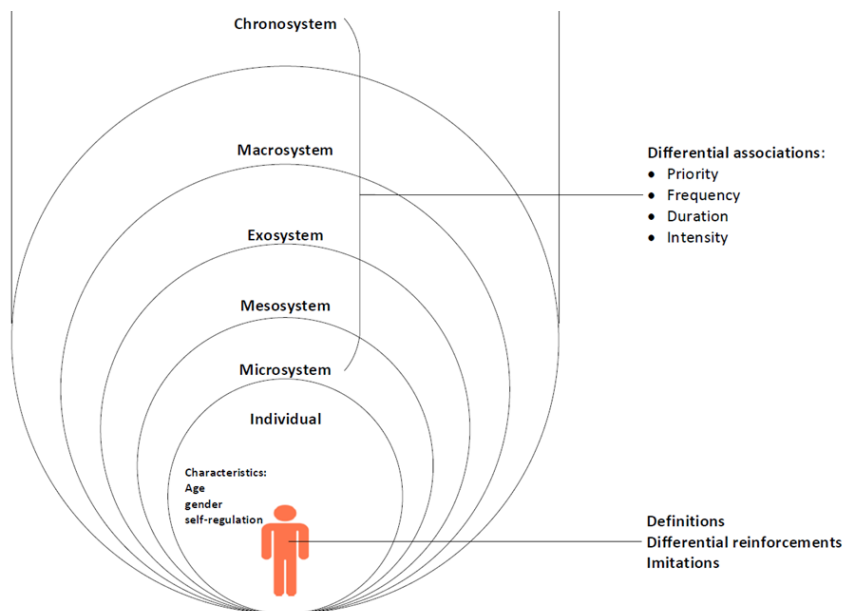 Chronosystem
Macrosystem
Exosystem
Mesosystem
Microsystem
Individual
Characteristics:
Age
gender
self-regulation
Differential associations:
• Priority
• Frequency
• Duration
• Intensity
Definitions
Differential reinforcements
Imitations